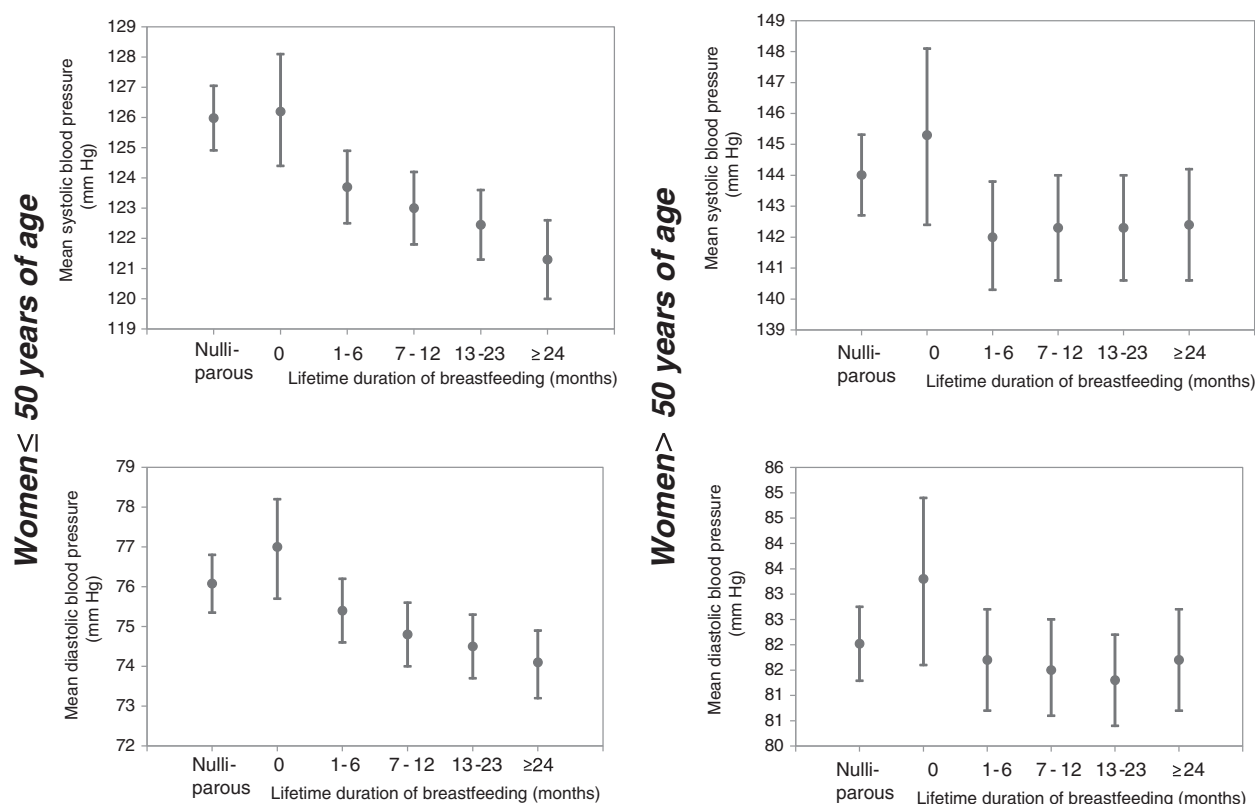 Women≤ 50 years of age
Mean systolic blood pressure
(mm Hg)
129
128
127
126
125
124
123
122
121
120
119
Nulli-
parous
0
1-6
7-12
13-23
≥24
Lifetime duration of breastfeeding (months)
Women> 50 years of age
Mean systolic blood pressure
(mm Hg)
149
148
147
146
145
144
143
142
141
140
139
Nulli-
parous
0
1-6
7-12
13-23
≥24
Lifetime duration of breastfeeding (months)
Mean diastolic blood pressure
(mm Hg)
79
78
77
76
75
74
73
72
Nulli-
parous
0
1-6
7-12
13-23
≥24
Lifetime duration of breastfeeding (months)
Mean diastolic blood pressure
(mm Hg)
86
85
85
84
84
83
83
82
82
81
81
80
Nulli-
parous
0
1-6
7-12
13-23
≥24
Lifetime duration of breastfeeding (months)